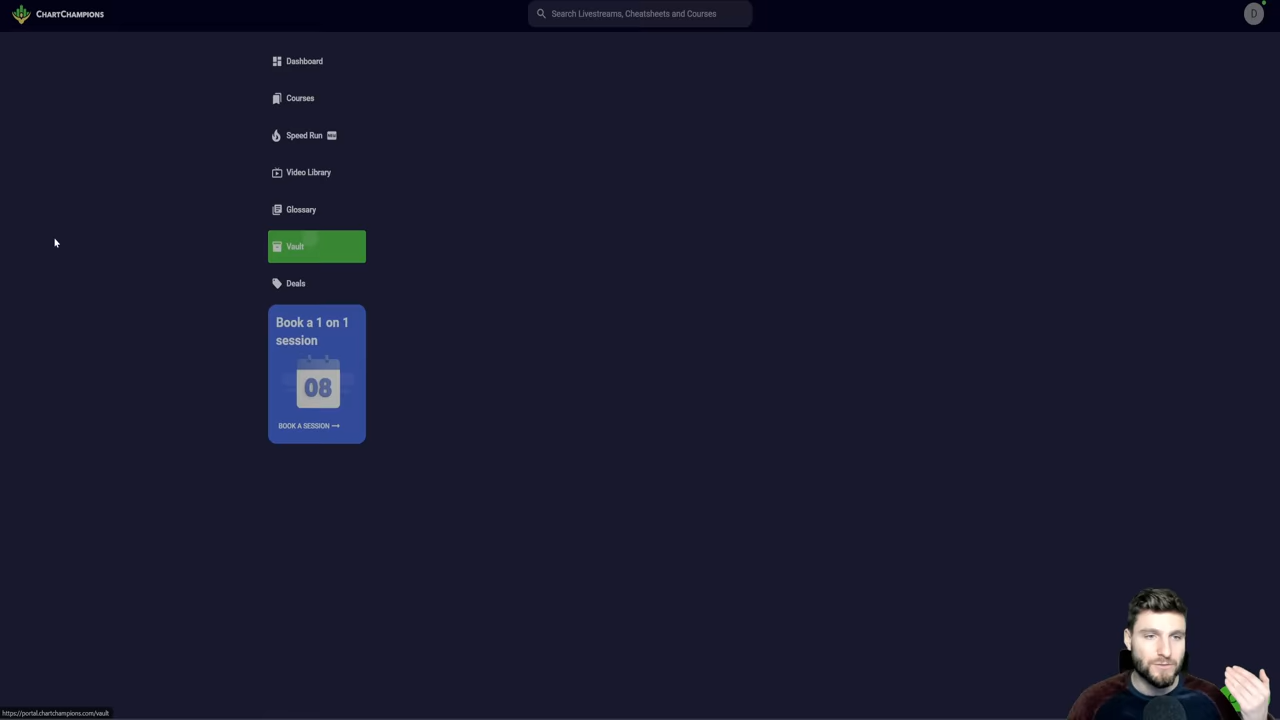 CHARTCHAMPIONS
Search Livestreams, Cheatsheets and Courses
D
Dashboard
Courses
Speed Run
Video Library
Glossary
Vault
Deals
Book a 1 on 1
session
08
BOOK A SESSION
https://portal.chartchampions.com/vault